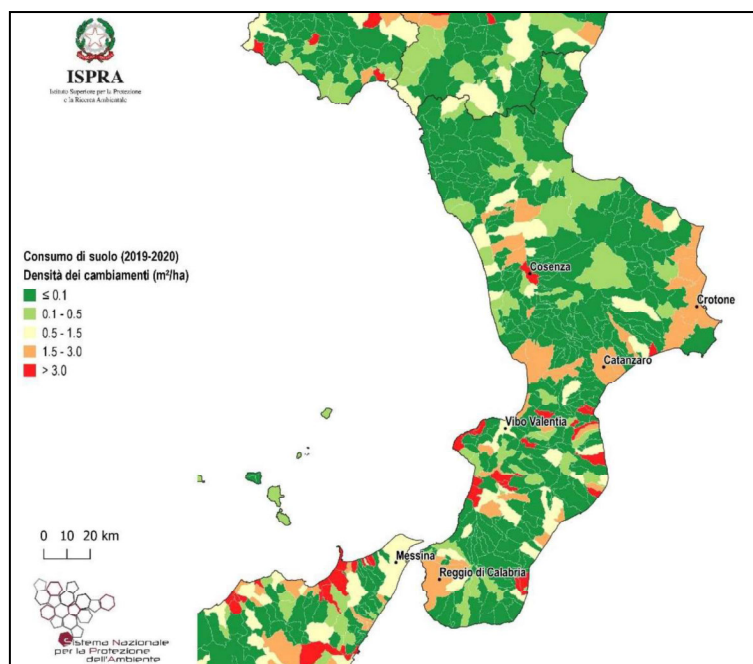 ISPRA
Istituto Superiore per la Protezione
e la Ricerca Ambientale
Consumo di suolo (2019-2020)
Densità dei cambiamenti (m²/ha)
≤ 0.1
0.1 - 0.5
0.5 - 1.5
1.5 - 3.0
> 3.0
Cosenza
Crotone
Catanzaro
Vibo Valentia
Messina
Reggio di Calabria
0 10 20 km
Sistema Nazionale
per la Protezione
dell'Ambiente